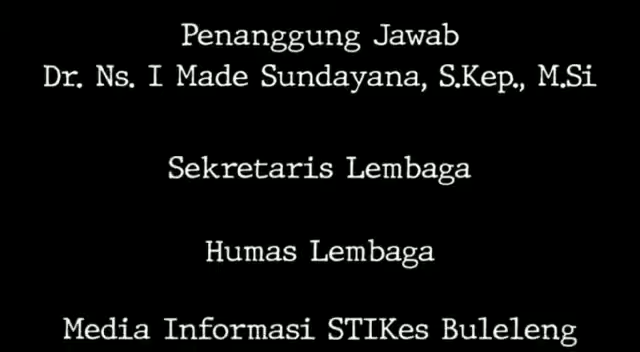 Penanggung Jawab
Dr. Ns. I Made Sundayana, S.Kep., M.Si
Sekretaris Lembaga
Humas Lembaga
Media Informasi STIKes Buleleng